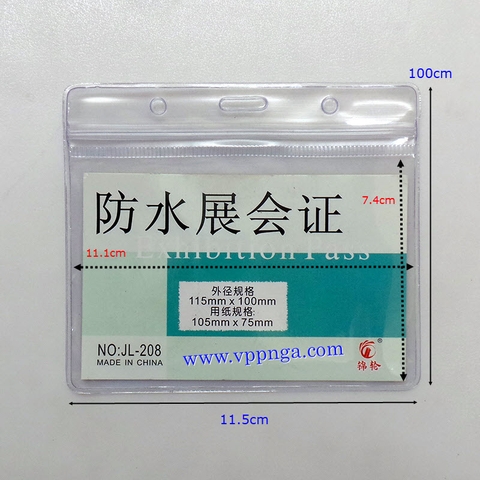 100cm
7.4cm
防水展会证
Exhibition Pass
11.1cm
外径规格
115mm x 100mm
用纸规格:
105mm x 75mm
www.vppnga.com
NO:JL-208
MADE IN CHINA
锦轮
11.5cm